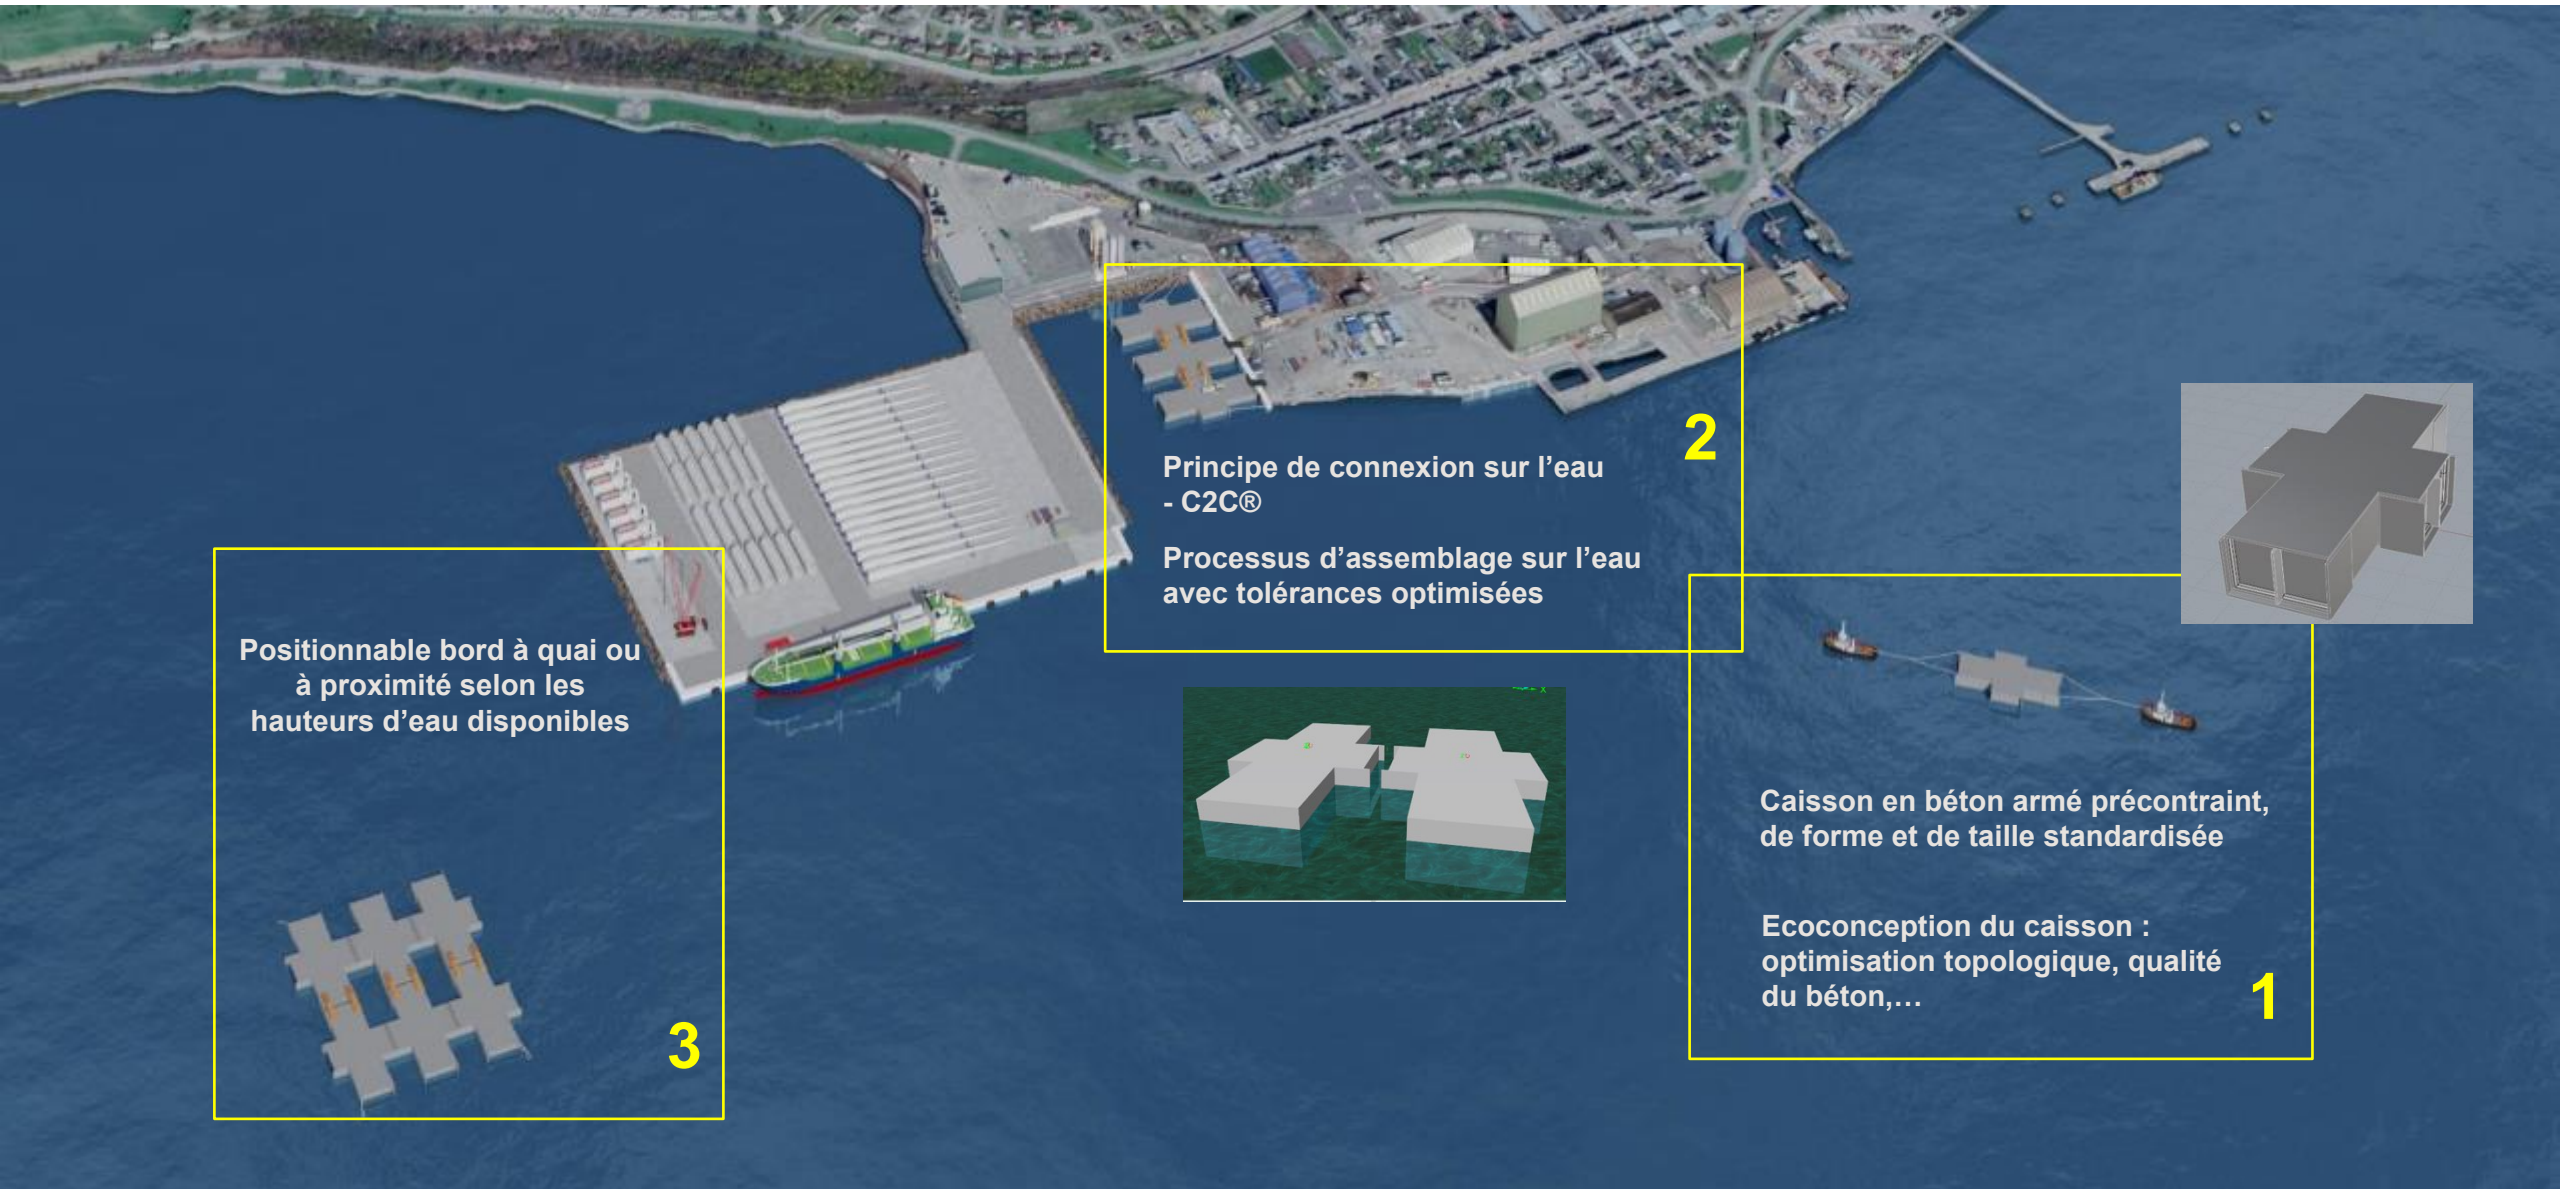 2
Principe de connexion sur l’eau
- C2C®
Processus d’assemblage sur l’eau
avec tolérances optimisées
Positionnable bord à quai ou
à proximité selon les
hauteurs d’eau disponibles
3
Caisson en béton armé précontraint,
de forme et de taille standardisée
Ecoconception du caisson :
optimisation topologique, qualité
du béton,…
1